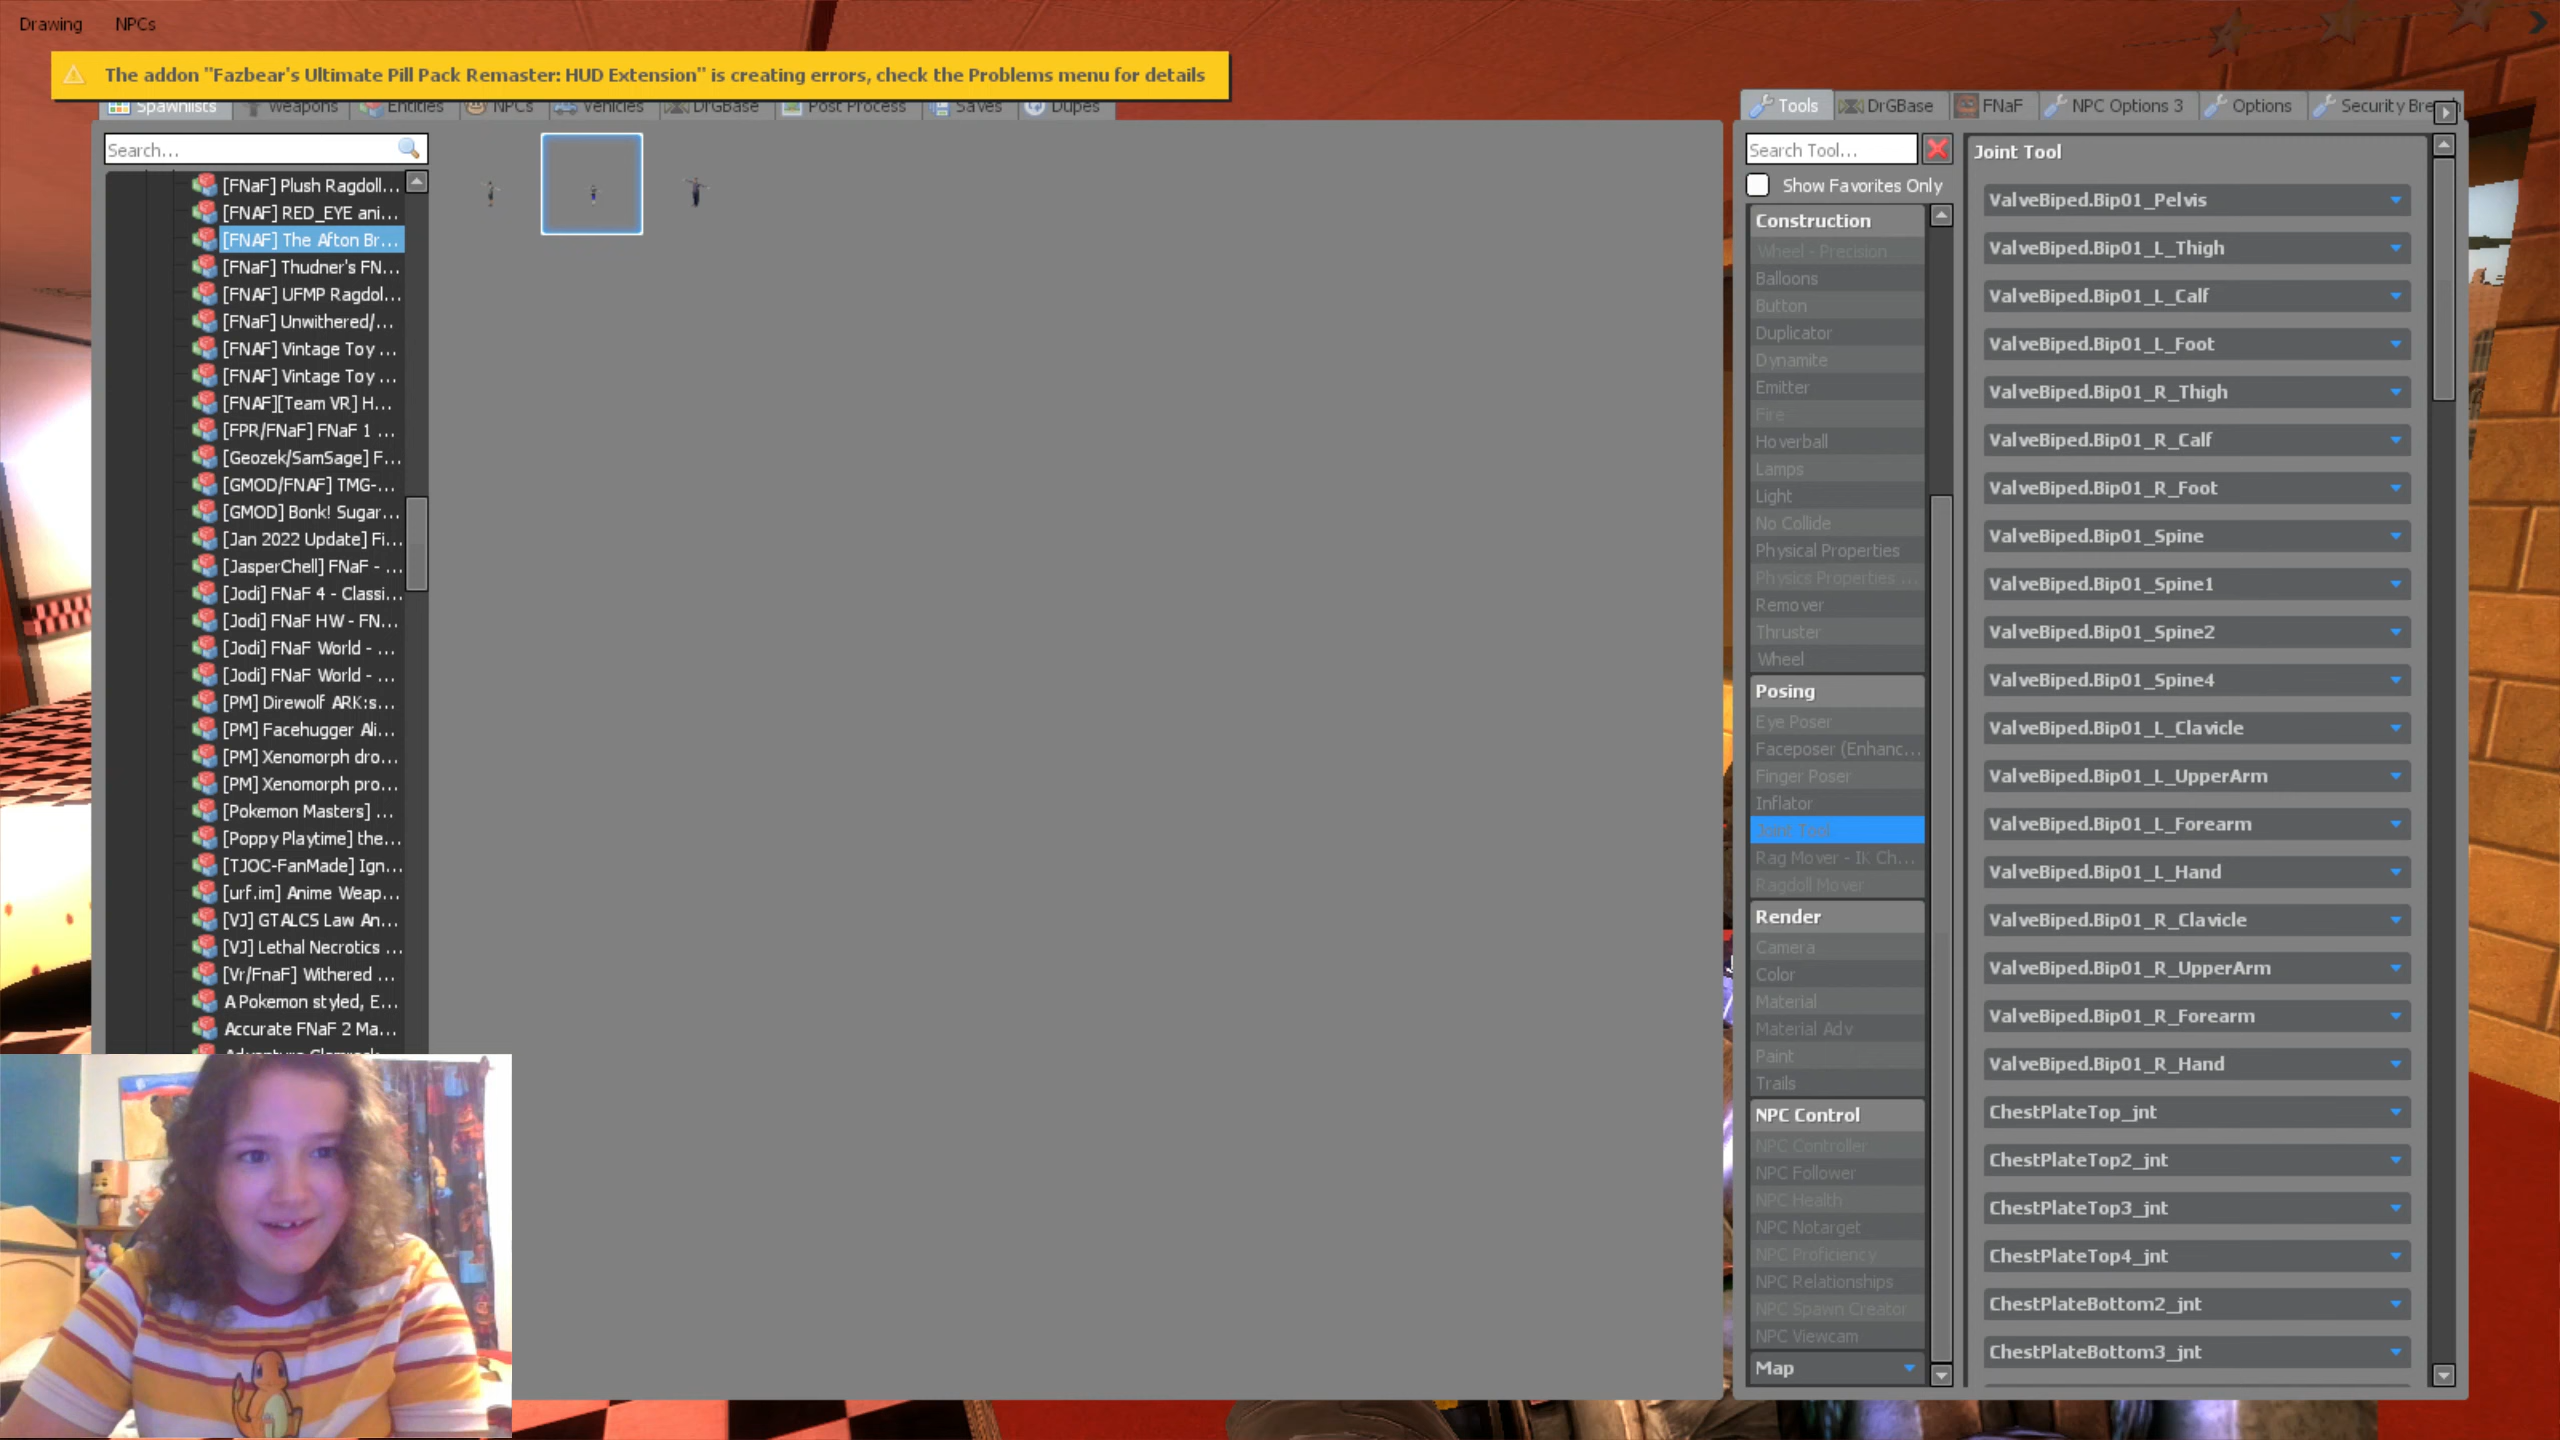 Drawing NPCs
The addon "Fazbear's Ultimate Pill Pack Remaster: HUD Extension" is creating errors, check the Problems menu for details
Spawnlists Weapons Entities NPCs Vehicles DrGBase Post Process Saves Dupes
Search...
[FNaF] Plush Ragdoll...
[FNAF] RED_EYE ani...
[FNAF] The Afton Br...
[FNaF] Thudner's FN...
[FNAF] UFMP Ragdol...
[FNaF] Unwithered/...
[FNAF] Vintage Toy ...
[FNAF] Vintage Toy ...
[FNAF][Team VR] H...
[FPR/FNaF] FNaF 1 ...
[Geozek/SamSage] F...
[GMOD/FNAF] TMG-...
[GMOD] Bonk! Sugar...
[Jan 2022 Update] Fi...
[JasperChell] FNaF - ...
[Jodi] FNaF 4 - Classi...
[Jodi] FNaF HW - FN...
[Jodi] FNaF World - ...
[Jodi] FNaF World - ...
[PM] Direwolf ARK:s...
[PM] Facehugger Ali...
[PM] Xenomorph dro...
[PM] Xenomorph pro...
[Pokemon Masters] ...
[Poppy Playtime] the...
[TJOC-FanMade] Ign...
[urf.im] Anime Weap...
[VJ] GTALCS Law An...
[VJ] Lethal Necrotics ...
[Vr/FnaF] Withered ...
A Pokemon styled, E...
Accurate FNaF 2 Ma...
Tools DrGBase FNaF NPC Options 3 Options Security Bre
Search Tool...
Show Favorites Only
Construction
Wheel - Precision
Balloons
Button
Duplicator
Dynamite
Emitter
Fire
Hoverball
Lamps
Light
No Collide
Physical Properties
Physics Properties ...
Remover
Thruster
Wheel
Posing
Eye Poser
Faceposer (Enhanc...
Finger Poser
Inflator
Joint Tool
Rag Mover - IK Ch...
Ragdoll Mover
Render
Camera
Color
Material
Material Adv
Paint
Trails
NPC Control
NPC Controller
NPC Follower
NPC Health
NPC Notarget
NPC Proficiency
NPC Relationships
NPC Spawn Creator
NPC Viewcam
Map
Joint Tool
ValveBiped.Bip01_Pelvis
ValveBiped.Bip01_L_Thigh
ValveBiped.Bip01_L_Calf
ValveBiped.Bip01_L_Foot
ValveBiped.Bip01_R_Thigh
ValveBiped.Bip01_R_Calf
ValveBiped.Bip01_R_Foot
ValveBiped.Bip01_Spine
ValveBiped.Bip01_Spine1
ValveBiped.Bip01_Spine2
ValveBiped.Bip01_Spine4
ValveBiped.Bip01_L_Clavicle
ValveBiped.Bip01_L_UpperArm
ValveBiped.Bip01_L_Forearm
ValveBiped.Bip01_L_Hand
ValveBiped.Bip01_R_Clavicle
ValveBiped.Bip01_R_UpperArm
ValveBiped.Bip01_R_Forearm
ValveBiped.Bip01_R_Hand
ChestPlateTop_jnt
ChestPlateTop2_jnt
ChestPlateTop3_jnt
ChestPlateTop4_jnt
ChestPlateBottom2_jnt
ChestPlateBottom3_jnt